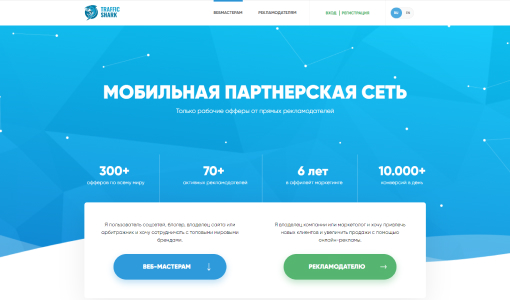 TRAFFIC
SHARK
ВЕБМАСТЕРАМ
РЕКЛАМОДАТЕЛЯМ
ВХОД | РЕГИСТРАЦИЯ
МОБИЛЬНАЯ ПАРТНЕРСКАЯ СЕТЬ
Только рабочие офферы от прямых рекламодателей
300+
70+
6 лет
10.000+
офферов по всему миру
активных рекламодателей
в аффилейт маркетинге
конверсий в день
Я пользователь соцсетей, блогер, владелец сайта или
арбитражник и хочу сотрудничать с топовыми мировыми
брендами.
Я владелец компании или маркетолог и хочу привлечь
новых клиентов и увеличить продажи с помощью
онлайн-рекламы.
ВЕБ-МАСТЕРАМ
РЕКЛАМОДАТЕЛЮ